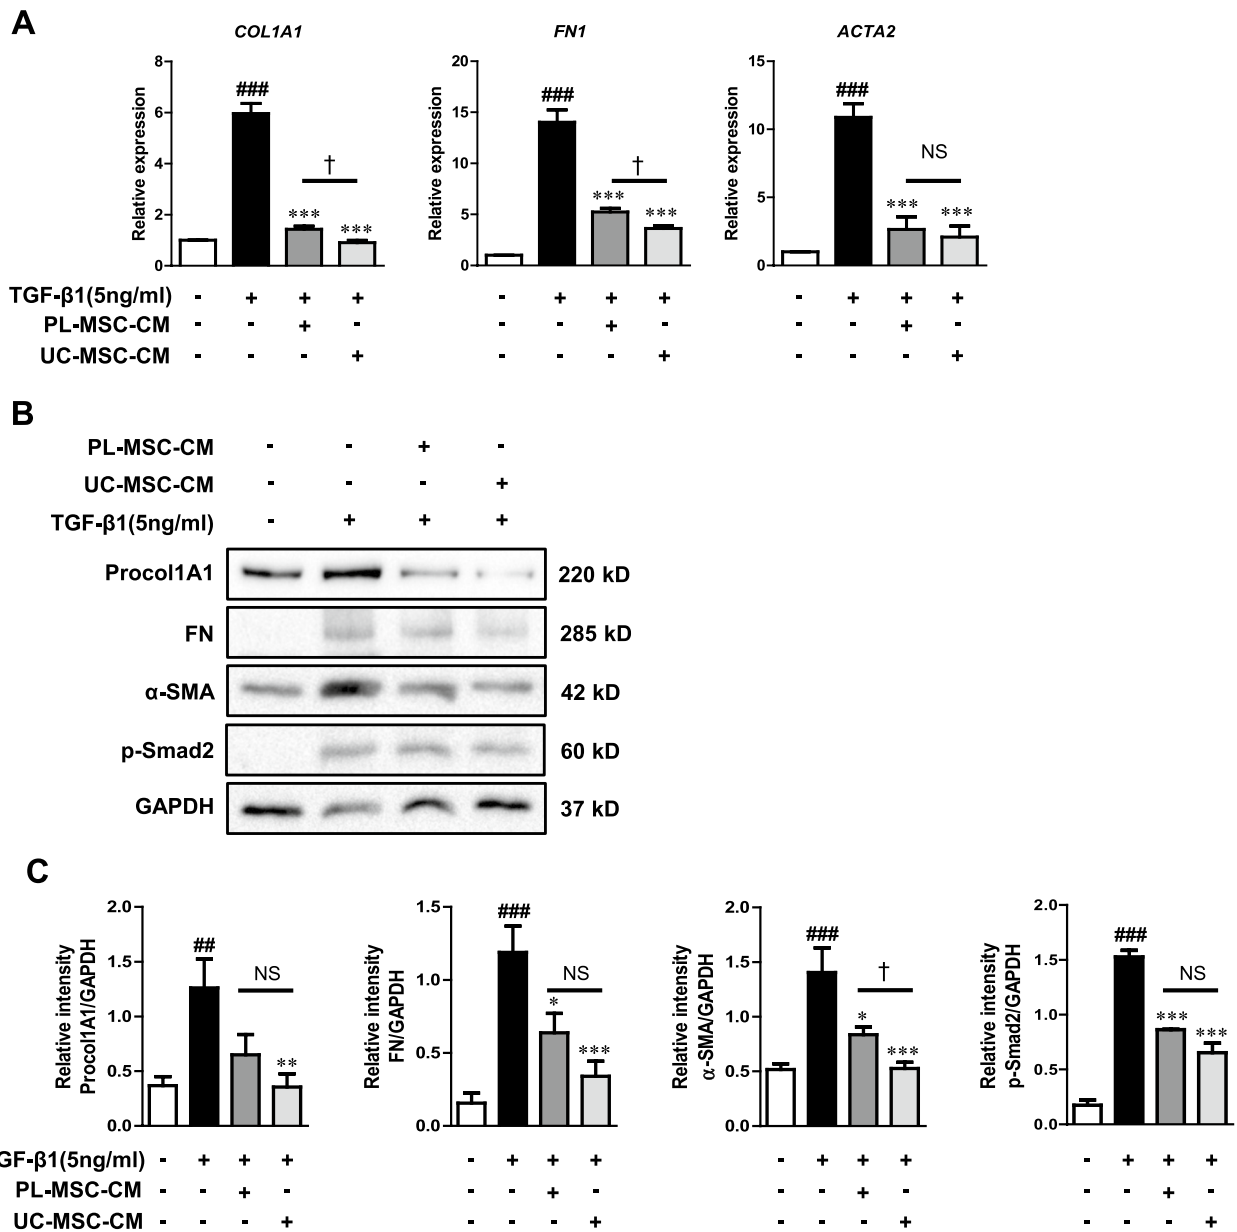 A
COL1A1 FN1 ACTA2
Relative expression
8
6
4
2
0
###
***
***
†
Relative expression
20
15
10
5
0
###
***
***
†
Relative expression
15
10
5
0
###
***
***
NS
TGF-β1(5ng/ml) - + + + - + + + - + + +
PL-MSC-CM - - + - - - + - - - + -
UC-MSC-CM - - - + - - - + - - - +
B
PL-MSC-CM - - + -
UC-MSC-CM - - - +
TGF-β1(5ng/ml) - + + +
Procol1A1 220 kD
FN 285 kD
α-SMA 42 kD
p-Smad2 60 kD
GAPDH 37 kD
C
Relative intensity
Procol1A1/GAPDH
2.0
1.5
1.0
0.5
0.0
##
NS
**
Relative intensity
FN/GAPDH
1.5
1.0
0.5
0.0
###
NS
*
***
Relative intensity
α-SMA/GAPDH
2.0
1.5
1.0
0.5
0.0
###
†
*
***
Relative intensity
p-Smad2/GAPDH
2.0
1.5
1.0
0.5
0.0
###
NS
***
***
GF-β1(5ng/ml) - + + + - + + + - + + + - + + +
PL-MSC-CM - - + - - - + - - - + - - - + -
UC-MSC-CM - - - + - - - + - - - + - - - +